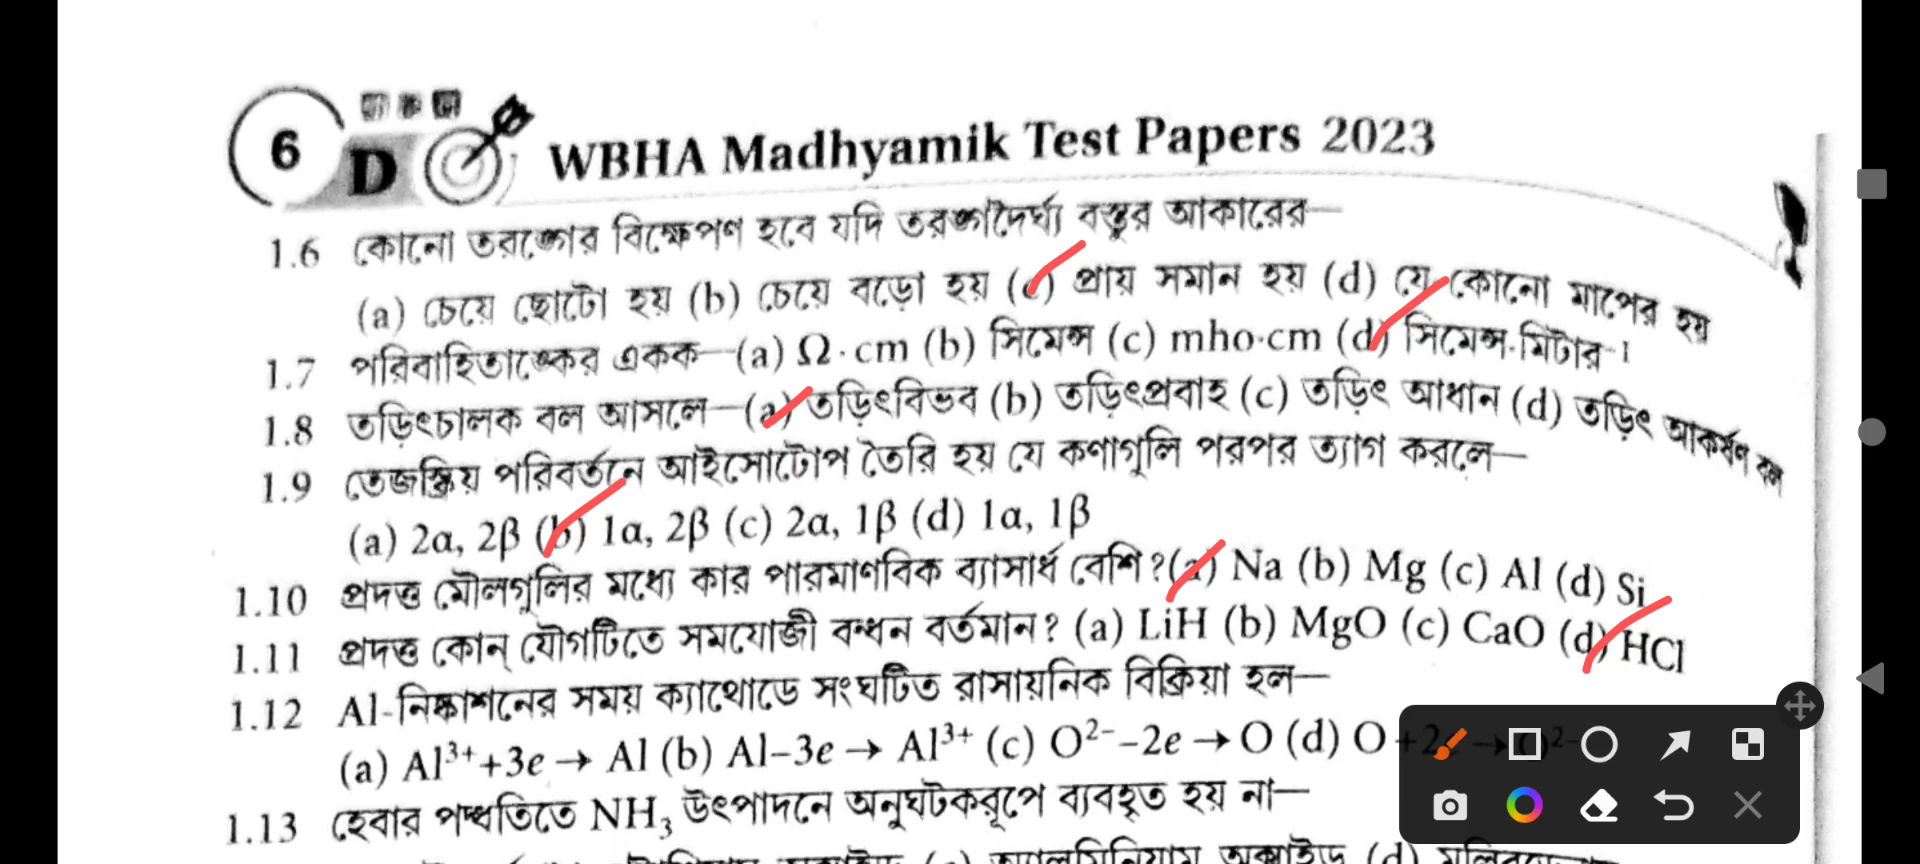 6
D
WBHA Madhyamik Test Papers 2023
1.6 কোনো তরঙ্গের বিক্ষেপণ হবে যদি তরঙ্গদৈর্ঘ্য বস্তুর আকারের—
(a) চেয়ে ছোটো হয় (b) চেয়ে বড়ো হয় (c) প্রায় সমান হয় (d) যে কোনো মাপের হয়
1.7 পরিবাহিতাঙ্কের একক—(a) Ω·cm (b) সিমেন্স (c) mho·cm (d) সিমেন্স·মিটার⁻¹
1.8 তড়িৎচালক বল আসলে—(a) তড়িৎবিভব (b) তড়িৎপ্রবাহ (c) তড়িৎ আধান (d) তড়িৎ আকর্ষণ বল
1.9 তেজস্ক্রিয় পরিবর্তনে আইসোটোপ তৈরি হয় যে কণাগুলি পরপর ত্যাগ করলে—
(a) 2α, 2β (b) 1α, 2β (c) 2α, 1β (d) 1α, 1β
1.10 প্রদত্ত মৌলগুলির মধ্যে কার পারমাণবিক ব্যাসার্ধ বেশি? (a) Na (b) Mg (c) Al (d) Si
1.11 প্রদত্ত কোন্ যৌগটিতে সমযোজী বন্ধন বর্তমান? (a) LiH (b) MgO (c) CaO (d) HCl
1.12 Al-নিষ্কাশনের সময় ক্যাথোডে সংঘটিত রাসায়নিক বিক্রিয়া হল—
(a) Al³⁺+3e → Al (b) Al–3e → Al³⁺ (c) O²⁻–2e → O (d) O+2e → O²⁻
1.13 হেবার পদ্ধতিতে NH₃ উৎপাদনে অনুঘটকরূপে ব্যবহৃত হয় না—
অ্যালুমিনিয়াম অক্সাইড (d)